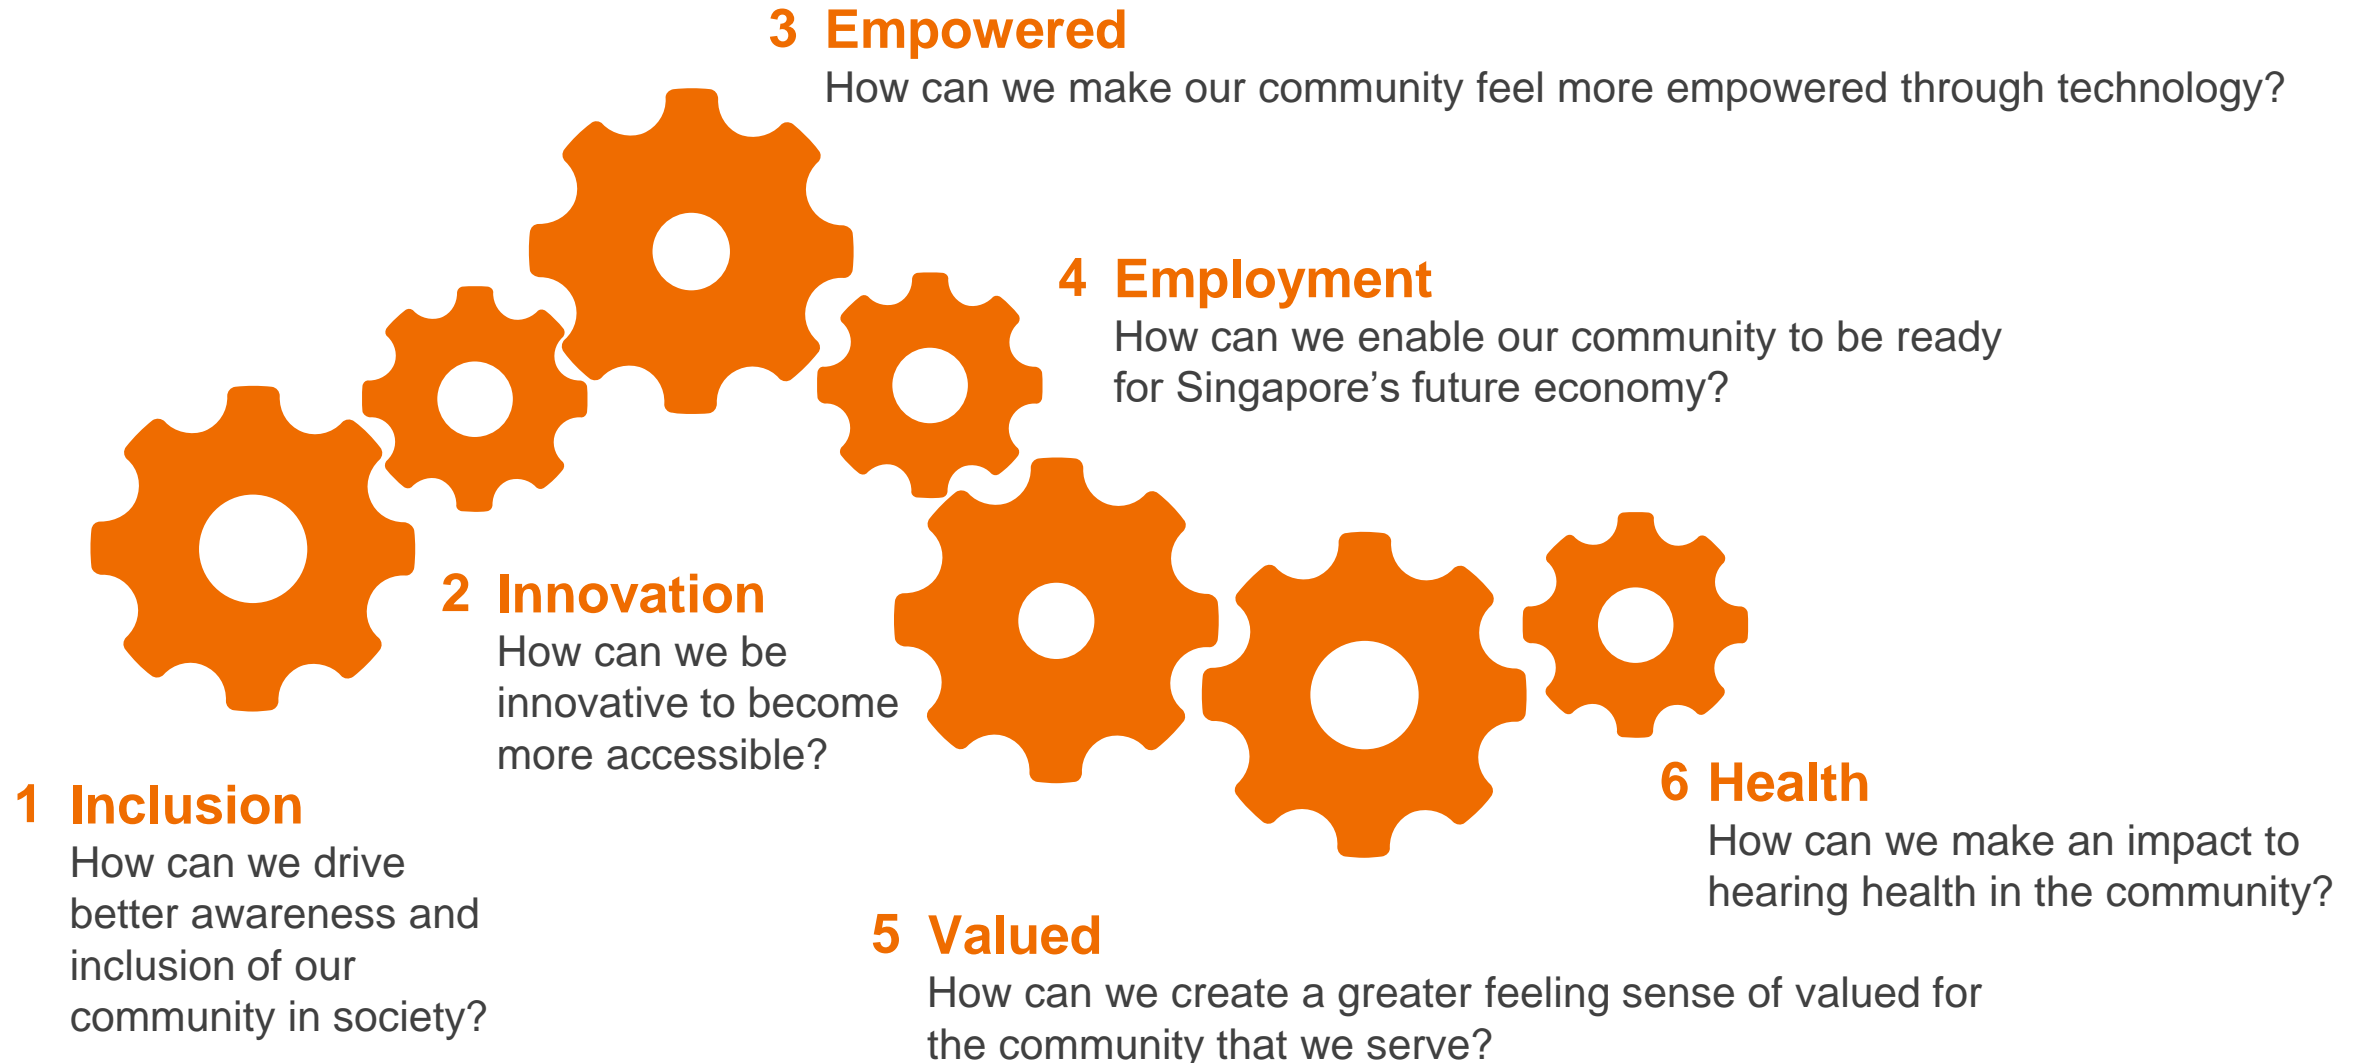 3 Empowered
How can we make our community feel more empowered through technology?
4 Employment
How can we enable our community to be ready
for Singapore’s future economy?
2 Innovation
How can we be
innovative to become
more accessible?
1 Inclusion
How can we drive
better awareness and
inclusion of our
community in society?
6 Health
How can we make an impact to
hearing health in the community?
5 Valued
How can we create a greater feeling sense of valued for
the community that we serve?